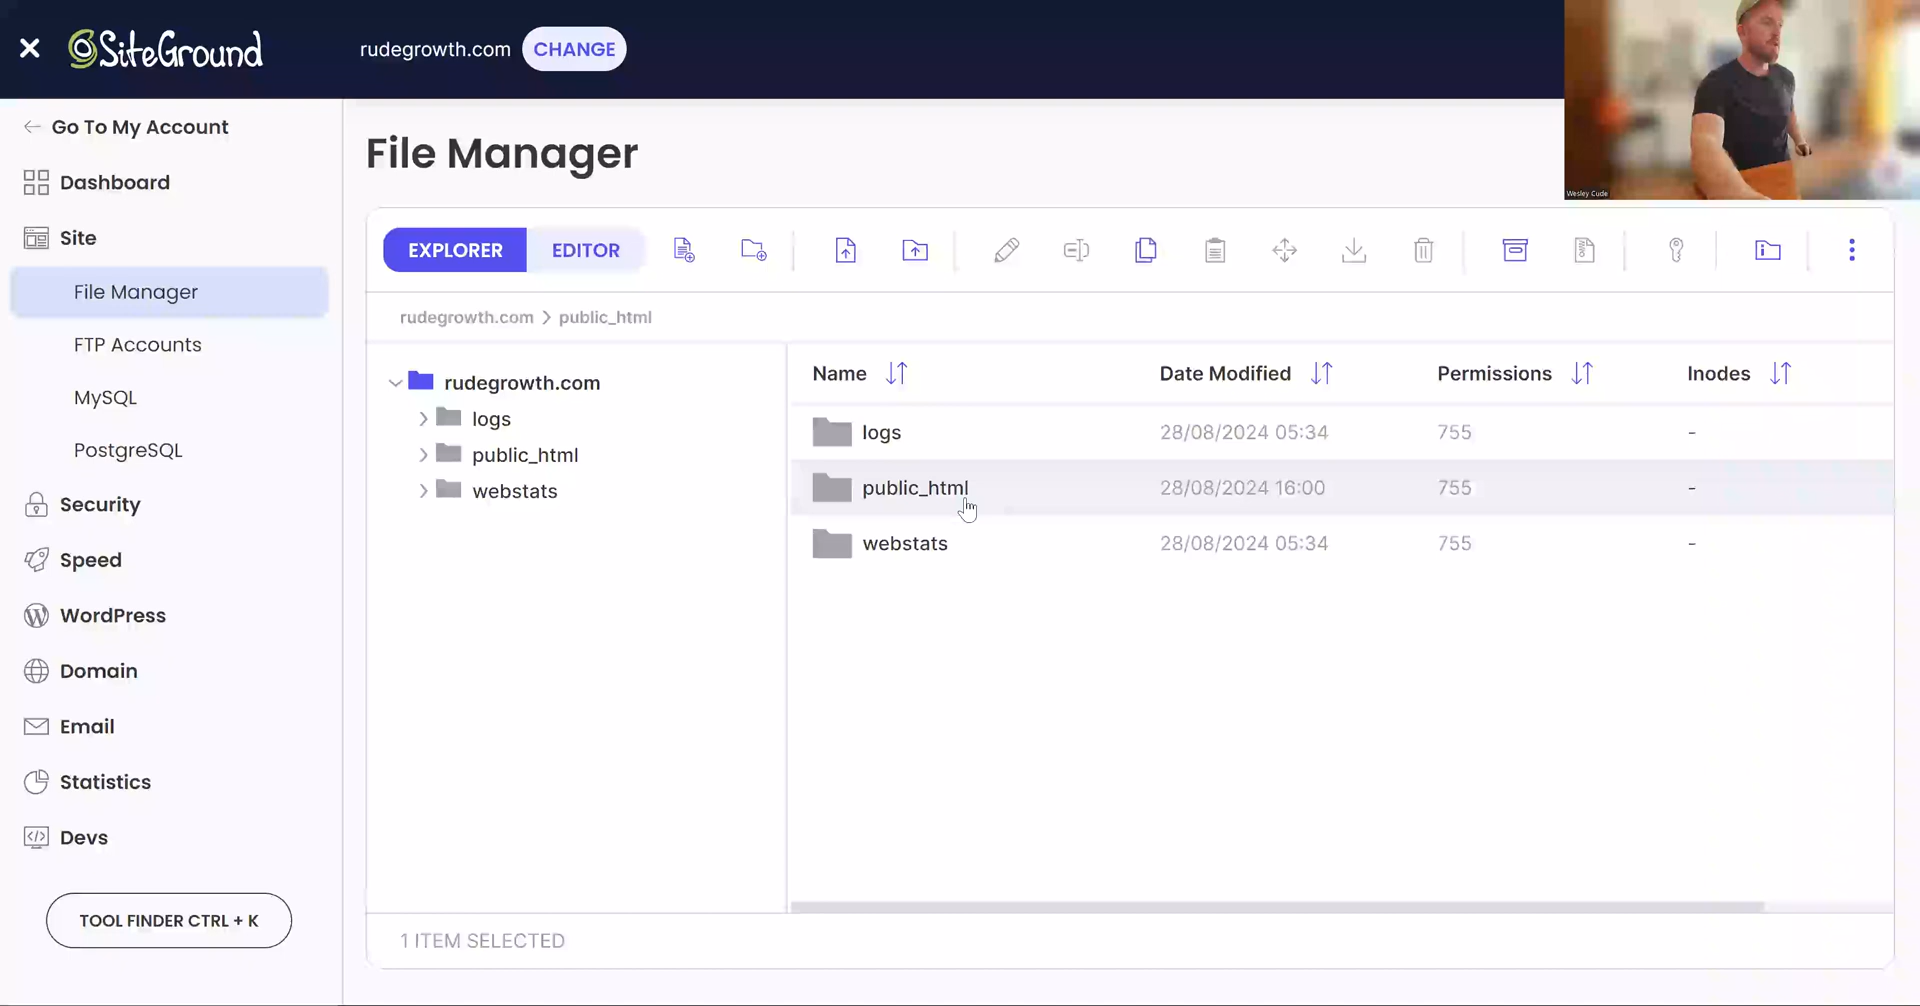 SiteGround
rudegrowth.com CHANGE
Wesley Cude
Go To My Account
Dashboard
Site
File Manager
FTP Accounts
MySQL
PostgreSQL
Security
Speed
WordPress
Domain
Email
Statistics
Devs
TOOL FINDER CTRL + K
File Manager
EXPLORER EDITOR
rudegrowth.com > public_html
rudegrowth.com
logs
public_html
webstats
Name Date Modified Permissions Inodes
logs 28/08/2024 05:34 755 -
public_html 28/08/2024 16:00 755 -
webstats 28/08/2024 05:34 755 -
1 ITEM SELECTED